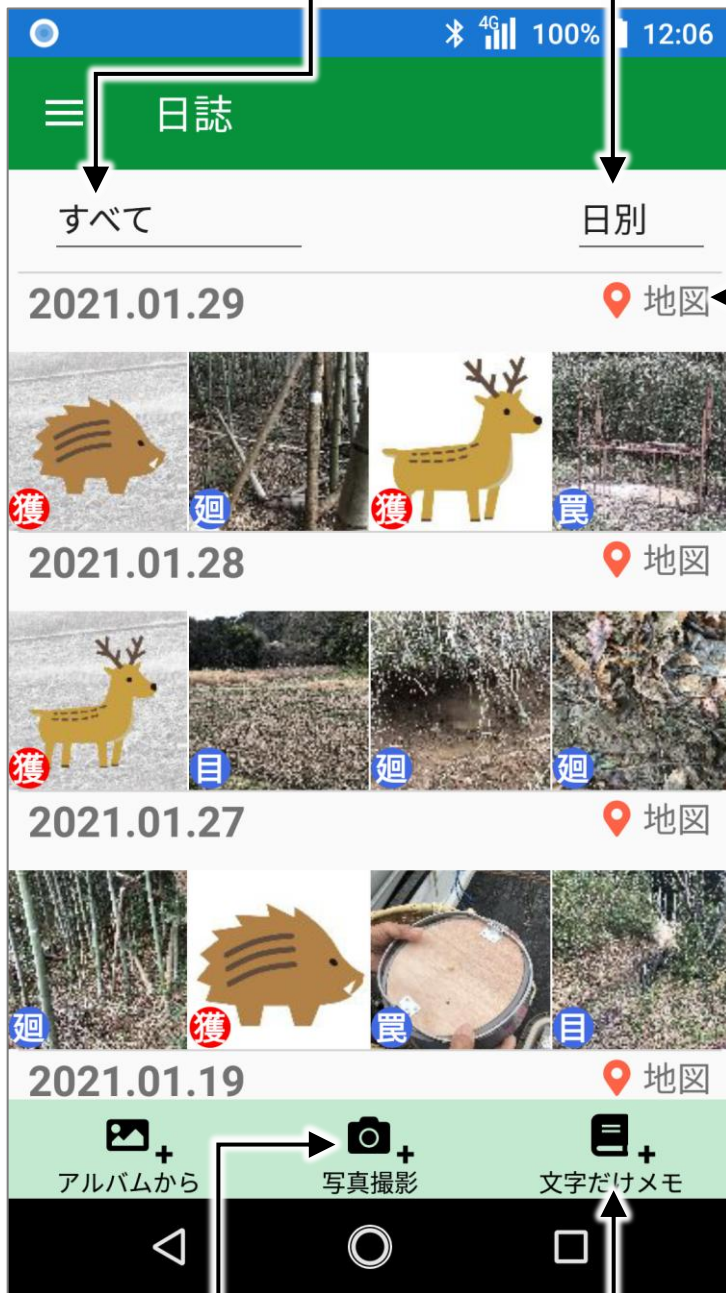 4G 100% 12:06
日誌
すべて 日別
2021.01.29 地図
獲 廻 獲 罠
2021.01.28 地図
獲 目 廻 廻
2021.01.27 地図
廻 獲 罠 目
2021.01.19 地図
アルバムから 写真撮影 文字だけメモ